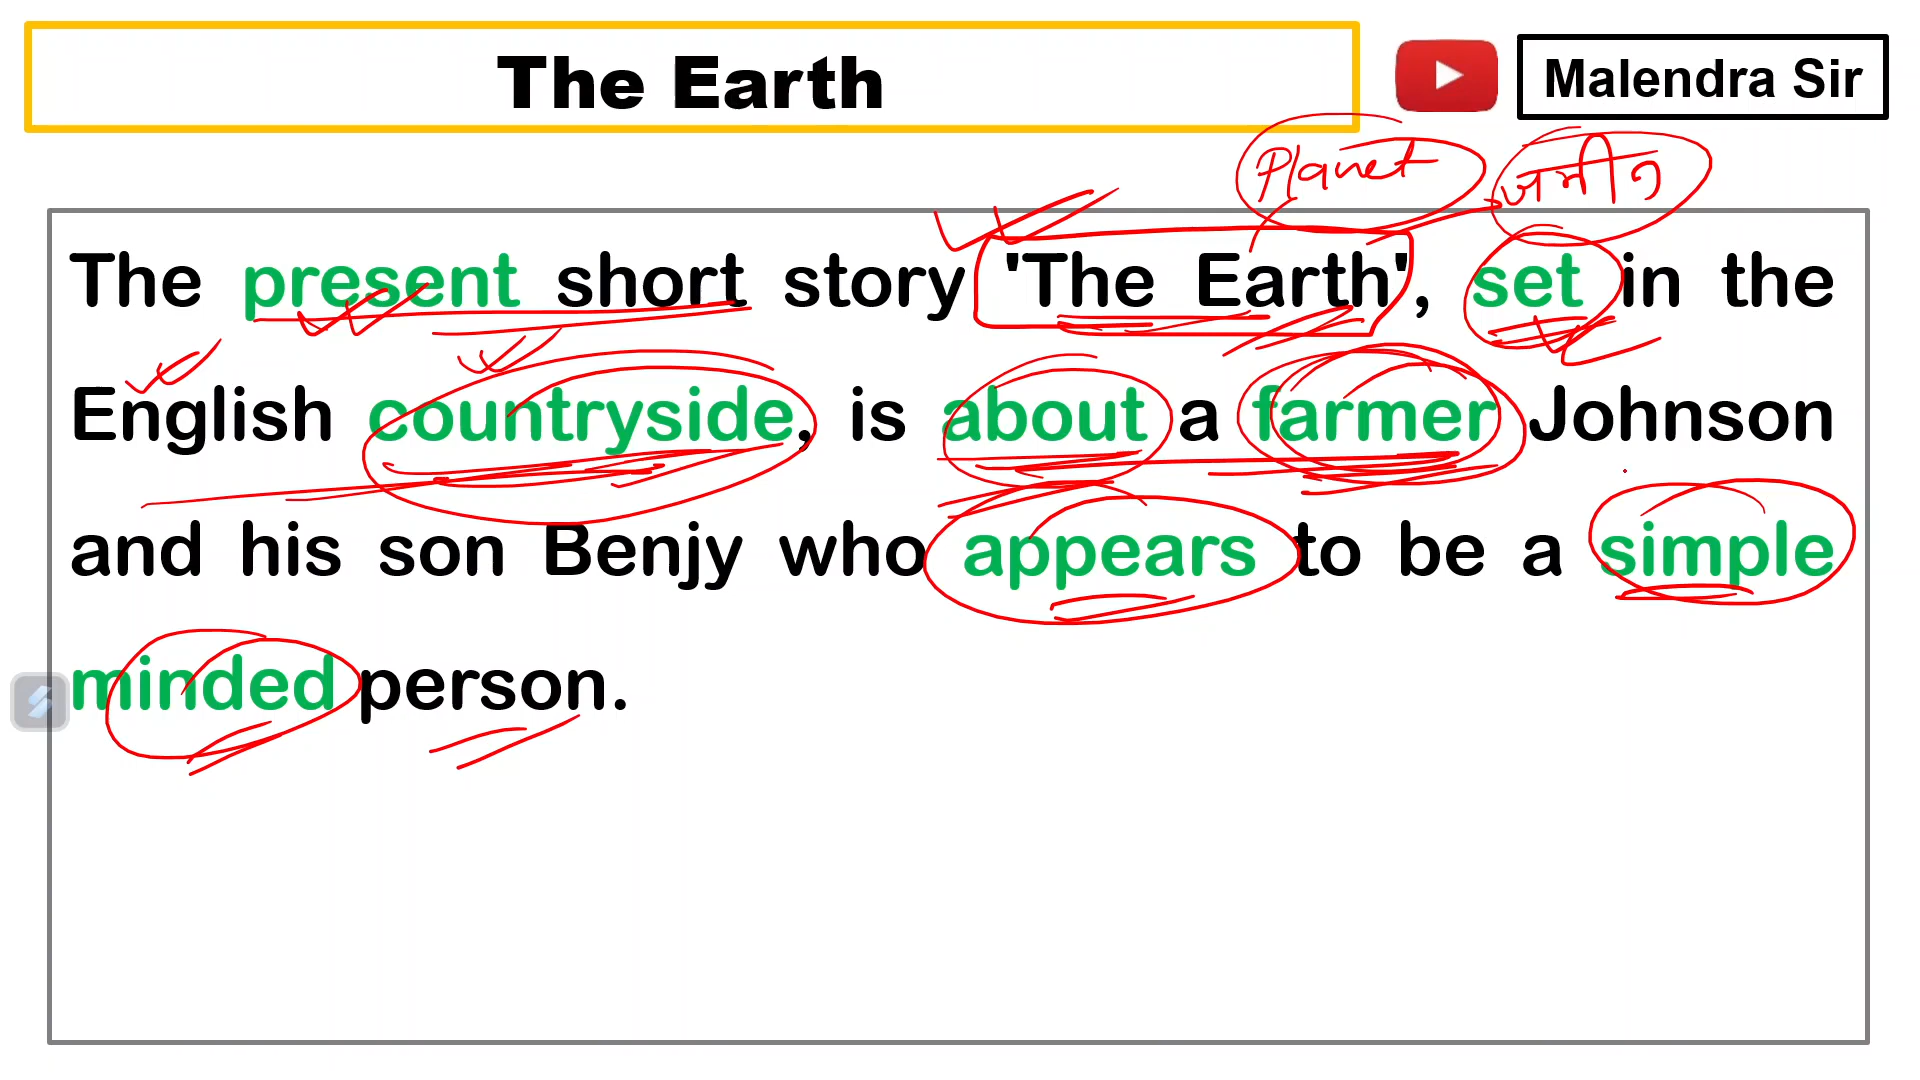 The Earth
Malendra Sir
Planet
जमीन
The present short story 'The Earth', set in the
English countryside, is about a farmer Johnson
and his son Benjy who appears to be a simple
minded person.